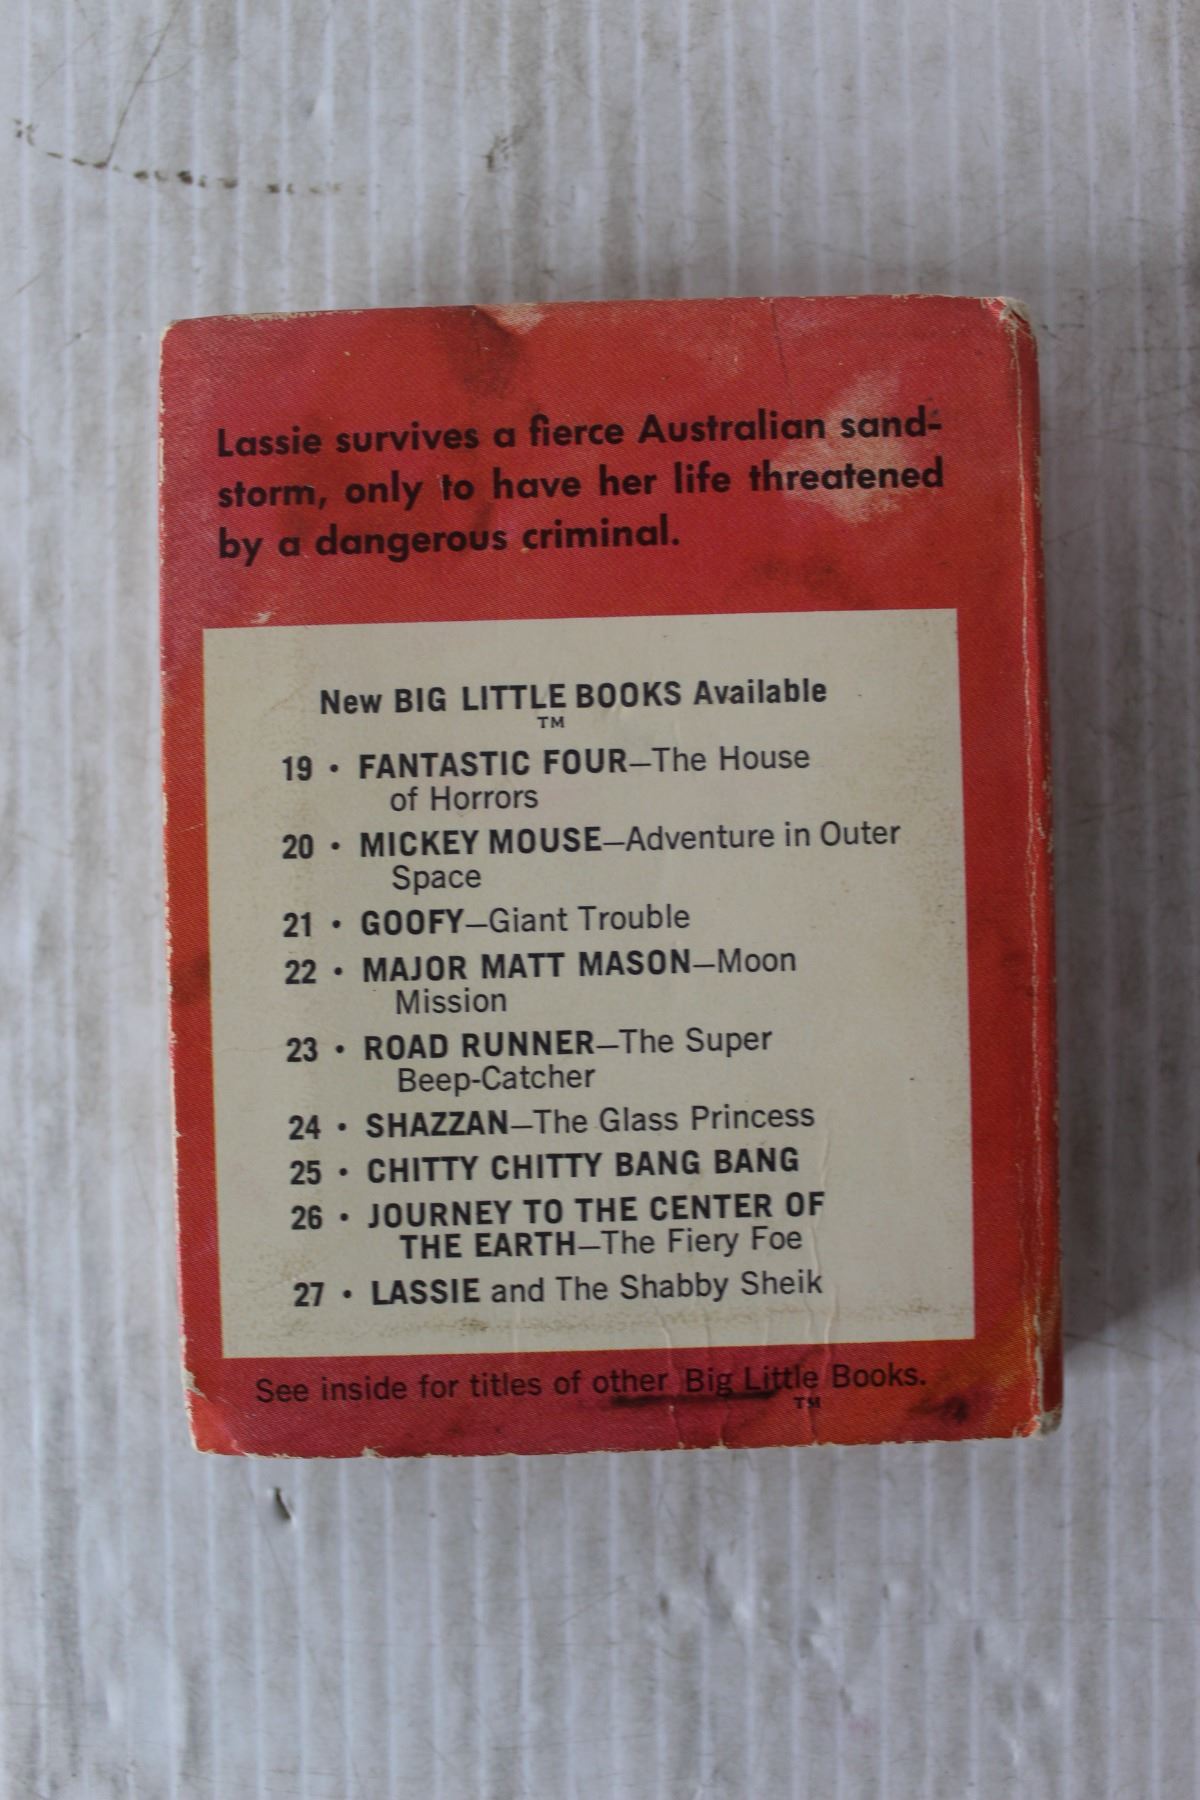 Lassie survives a fierce Australian sand-
storm, only to have her life threatened
by a dangerous criminal.
New BIG LITTLE BOOKS Available
TM
19 • FANTASTIC FOUR—The House
of Horrors
20 • MICKEY MOUSE—Adventure in Outer
Space
21 • GOOFY—Giant Trouble
22 • MAJOR MATT MASON—Moon
Mission
23 • ROAD RUNNER—The Super
Beep-Catcher
24 • SHAZZAN—The Glass Princess
25 • CHITTY CHITTY BANG BANG
26 • JOURNEY TO THE CENTER OF
THE EARTH—The Fiery Foe
27 • LASSIE and The Shabby Sheik
See inside for titles of other Big Little Books.
TM